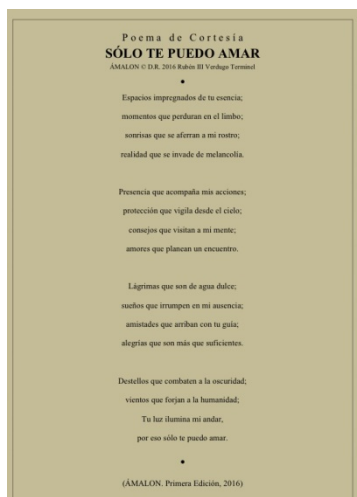 Poema de Cortesía
SÓLO TE PUEDO AMAR
ÁMALON © D.R. 2016 Rubén III Verdugo Terminel
•
Espacios impregnados de tu esencia;
momentos que perduran en el limbo;
sonrisas que se aferran a mi rostro;
realidad que se invade de melancolía.
Presencia que acompaña mis acciones;
protección que vigila desde el cielo;
consejos que visitan a mi mente;
amores que planean un encuentro.
Lágrimas que son de agua dulce;
sueños que irrumpen en mi ausencia;
amistades que arriban con tu guía;
alegrías que son más que suficientes.
Destellos que combaten a la oscuridad;
vientos que forjan a la humanidad;
Tu luz ilumina mi andar,
por eso sólo te puedo amar.
•
(ÁMALON. Primera Edición, 2016)